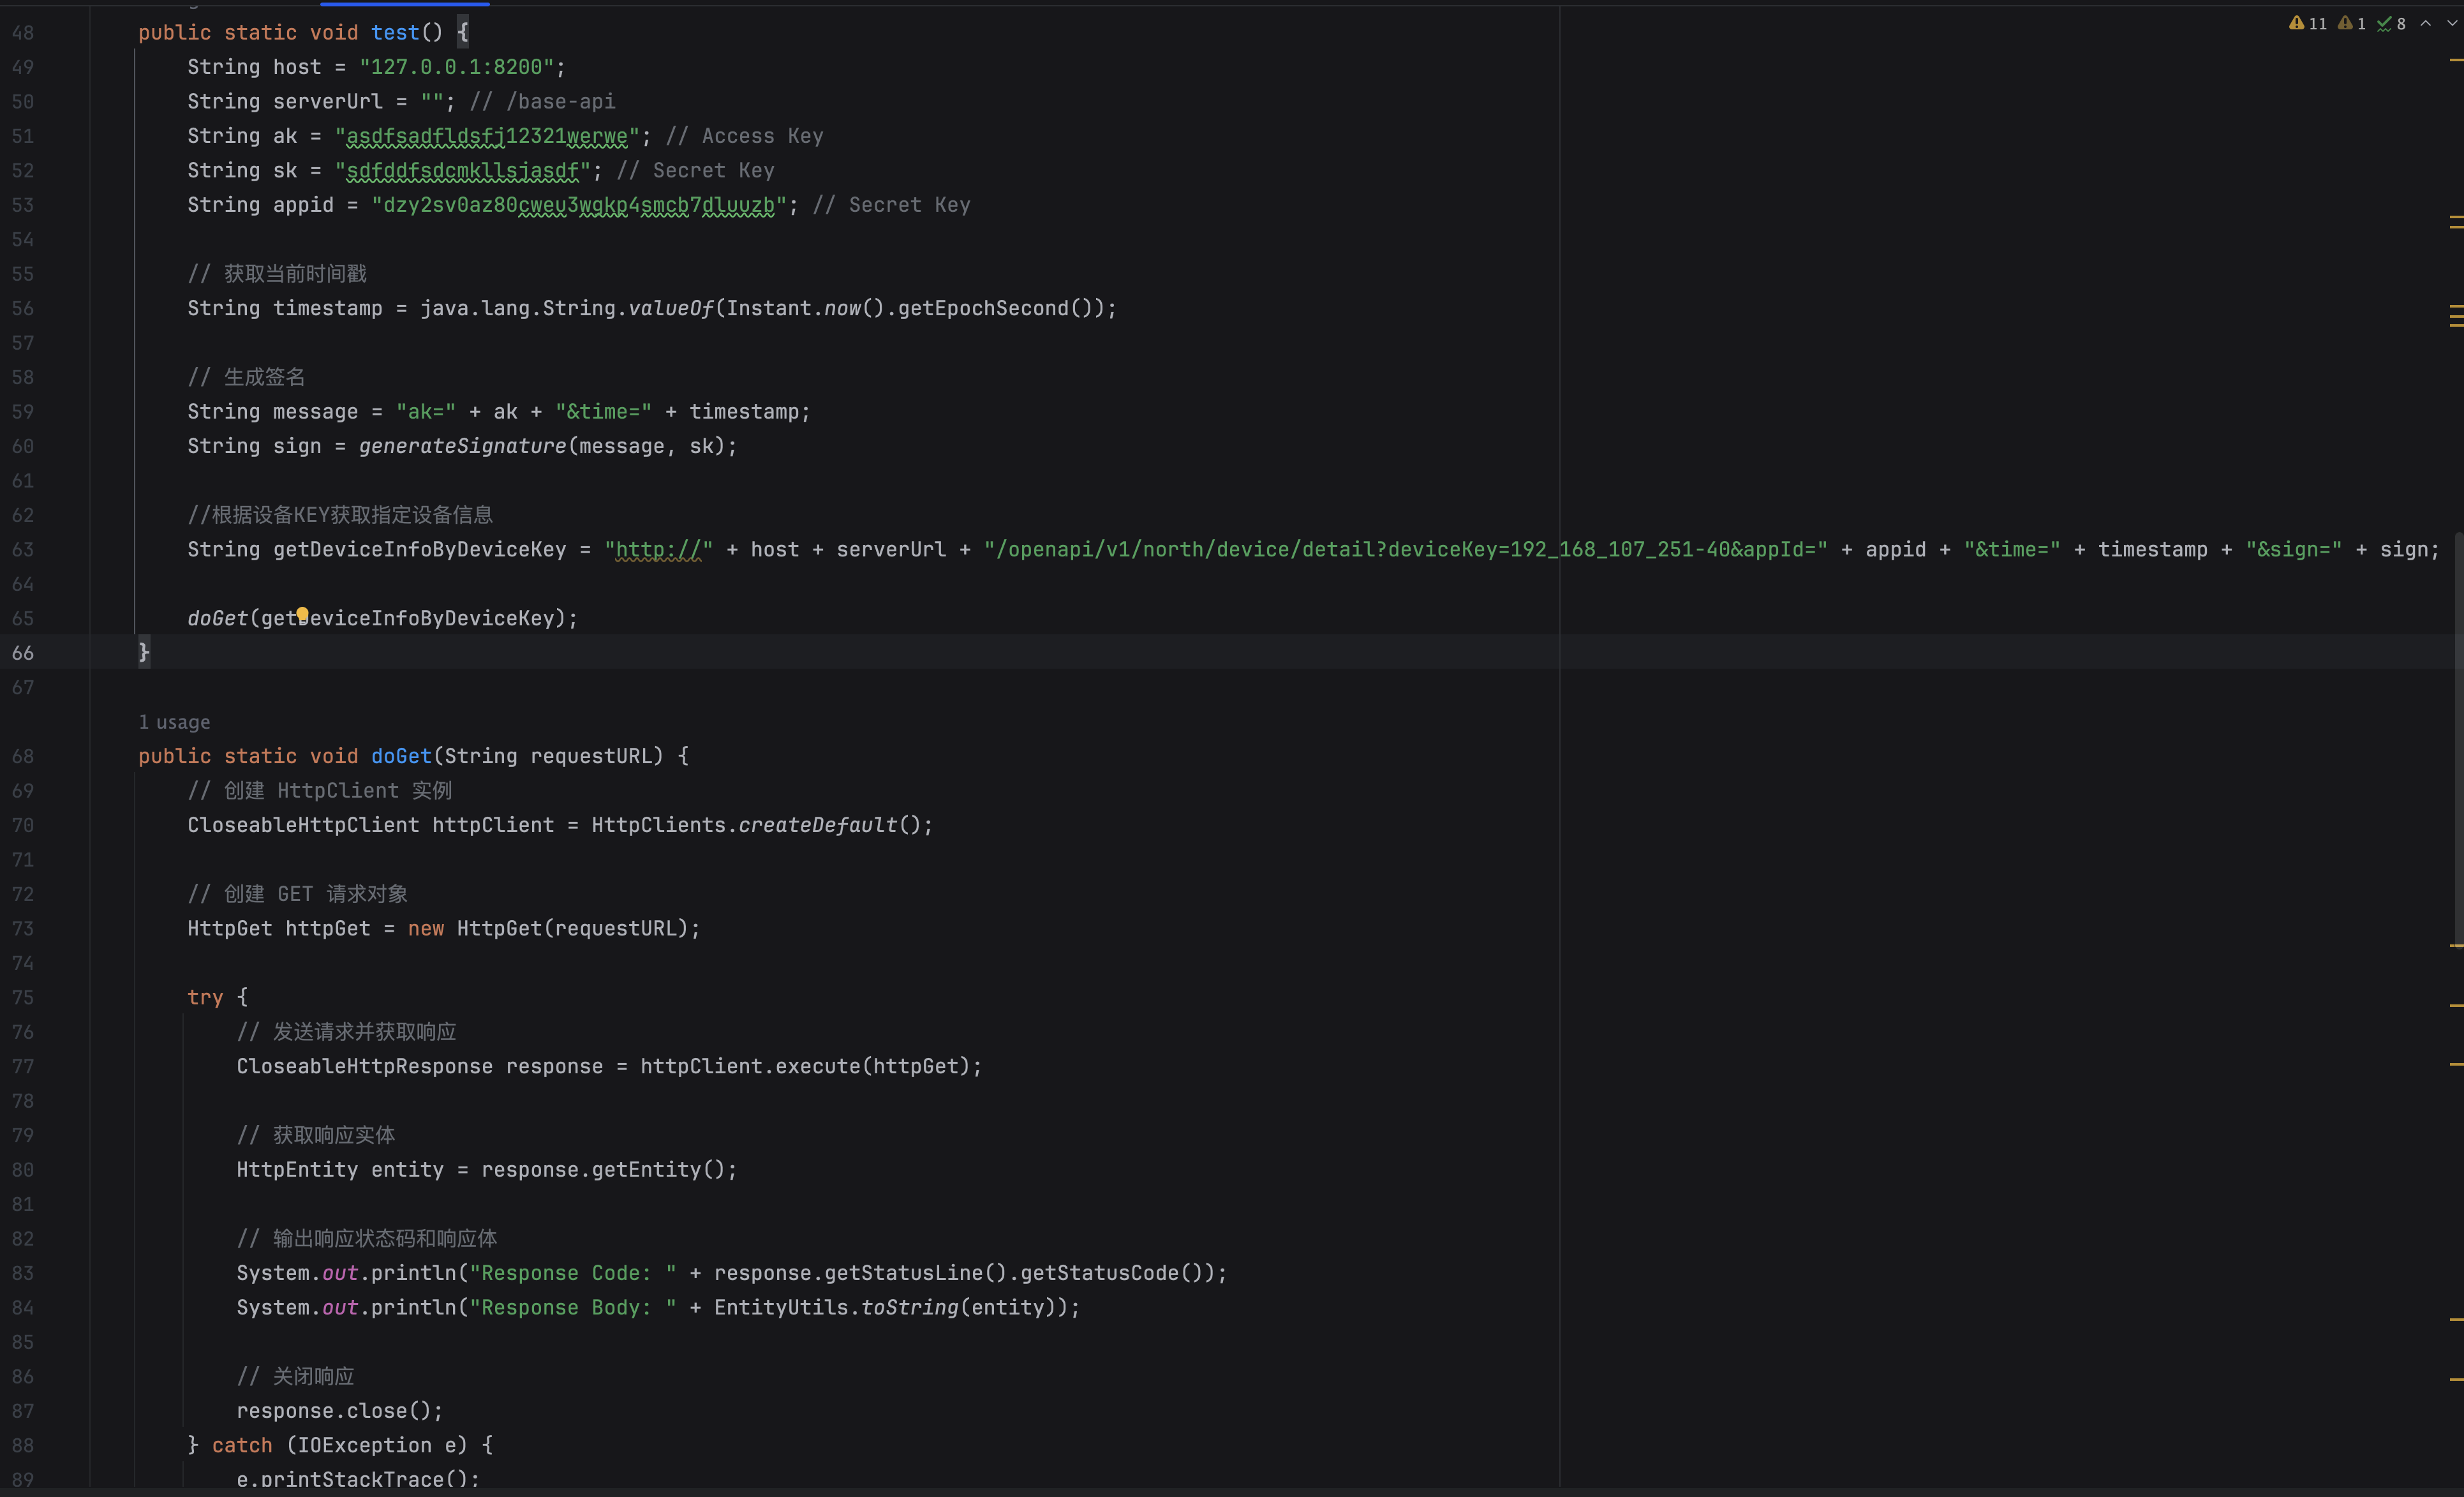 11 1 8
48 public static void test() {
49 String host = "127.0.0.1:8200";
50 String serverUrl = ""; // /base-api
51 String ak = "asdfsadfldsfj12321werwe"; // Access Key
52 String sk = "sdfddfsdcmkllsjasdf"; // Secret Key
53 String appid = "dzy2sv0az80cweu3wgkp4smcb7dluuzb"; // Secret Key
54
55 // 获取当前时间戳
56 String timestamp = java.lang.String.valueOf(Instant.now().getEpochSecond());
57
58 // 生成签名
59 String message = "ak=" + ak + "&time=" + timestamp;
60 String sign = generateSignature(message, sk);
61
62 //根据设备KEY获取指定设备信息
63 String getDeviceInfoByDeviceKey = "http://" + host + serverUrl + "/openapi/v1/north/device/detail?deviceKey=192_168_107_251-40&appId=" + appid + "&time=" + timestamp + "&sign=" + sign;
64
65 doGet(getDeviceInfoByDeviceKey);
66 }
67
1 usage
68 public static void doGet(String requestURL) {
69 // 创建 HttpClient 实例
70 CloseableHttpClient httpClient = HttpClients.createDefault();
71
72 // 创建 GET 请求对象
73 HttpGet httpGet = new HttpGet(requestURL);
74
75 try {
76 // 发送请求并获取响应
77 CloseableHttpResponse response = httpClient.execute(httpGet);
78
79 // 获取响应实体
80 HttpEntity entity = response.getEntity();
81
82 // 输出响应状态码和响应体
83 System.out.println("Response Code: " + response.getStatusLine().getStatusCode());
84 System.out.println("Response Body: " + EntityUtils.toString(entity));
85
86 // 关闭响应
87 response.close();
88 } catch (IOException e) {
89 e.printStackTrace();